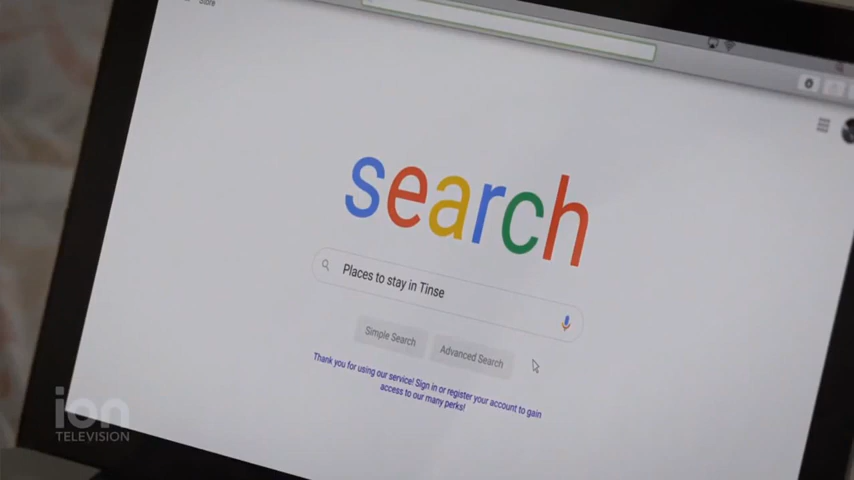 Store
search
Places to stay in Tinse
Simple Search
Advanced Search
Thank you for using our service! Sign in or register your account to gain
access to our many perks!
ion
TELEVISION